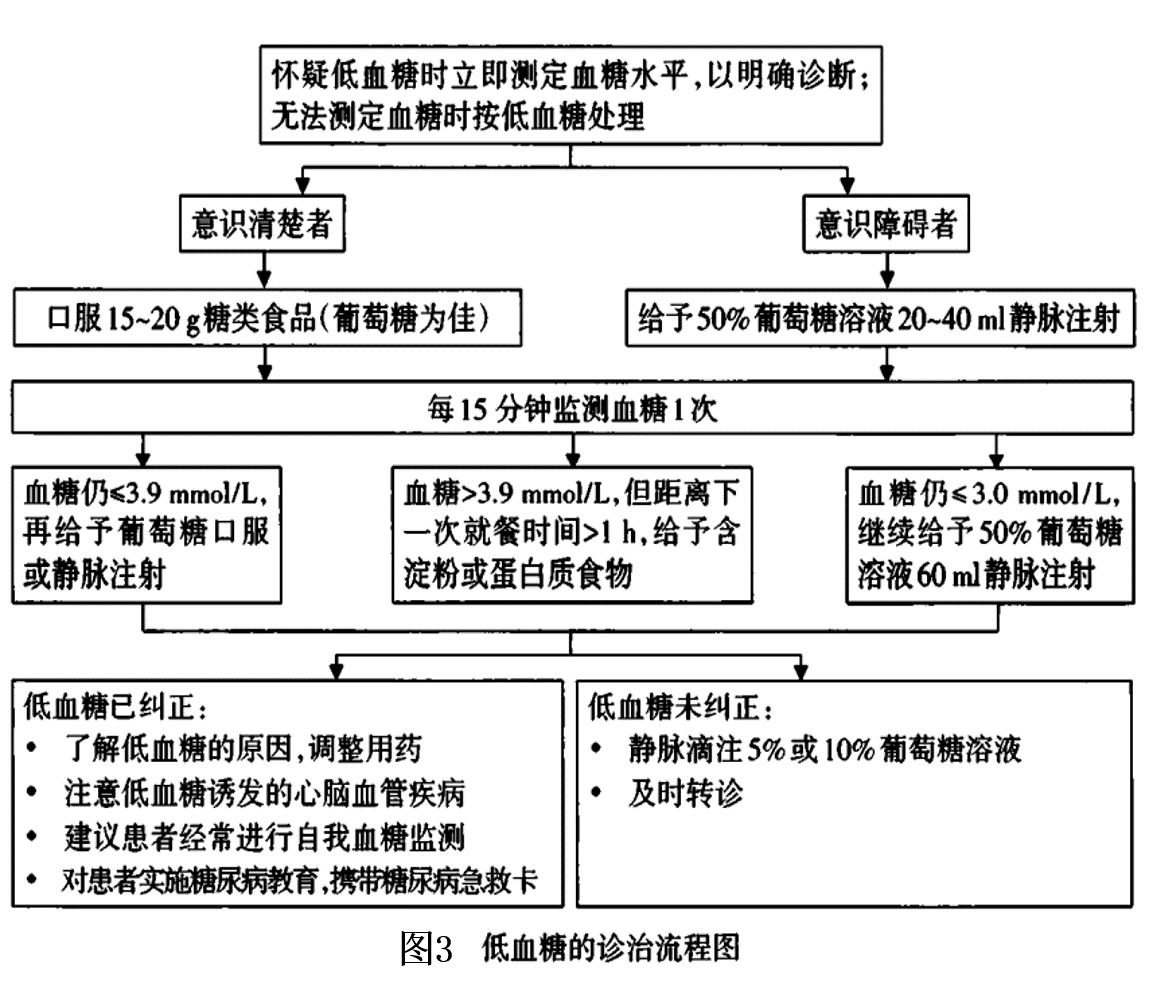 怀疑低血糖时立即测定血糖水平,以明确诊断;
无法测定血糖时按低血糖处理
意识清楚者
意识障碍者
口服15~20 g糖类食品(葡萄糖为佳)
给予50%葡萄糖溶液20~40 ml静脉注射
每15分钟监测血糖1次
血糖仍≤3.9 mmol/L,
再给予葡萄糖口服
或静脉注射
血糖>3.9 mmol/L,但距离下
一次就餐时间>1 h,给予含
淀粉或蛋白质食物
血糖仍≤3.0 mmol/L,
继续给予50%葡萄糖
溶液60 ml静脉注射
低血糖已纠正:
• 了解低血糖的原因,调整用药
• 注意低血糖诱发的心脑血管疾病
• 建议患者经常进行自我血糖监测
• 对患者实施糖尿病教育,携带糖尿病急救卡
低血糖未纠正:
• 静脉滴注5%或10%葡萄糖溶液
• 及时转诊
图3 低血糖的诊治流程图